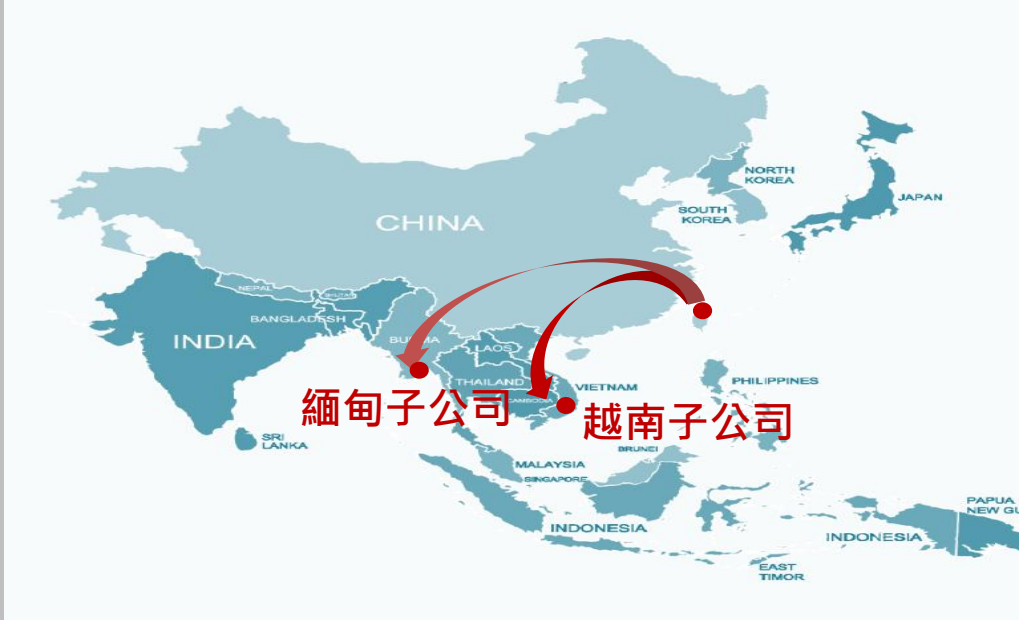 NORTH
KOREA
JAPAN
SOUTH
KOREA
CHINA
NEPAL
BHUTAN
BANGLADESH
INDIA
BURMA
LAOS
THAILAND
VIETNAM
CAMBODIA
PHILIPPINES
緬甸子公司
越南子公司
SRI
LANKA
BRUNEI
MALAYSIA
SINGAPORE
INDONESIA
INDONESIA
PAPUA
NEW GU
EAST
TIMOR